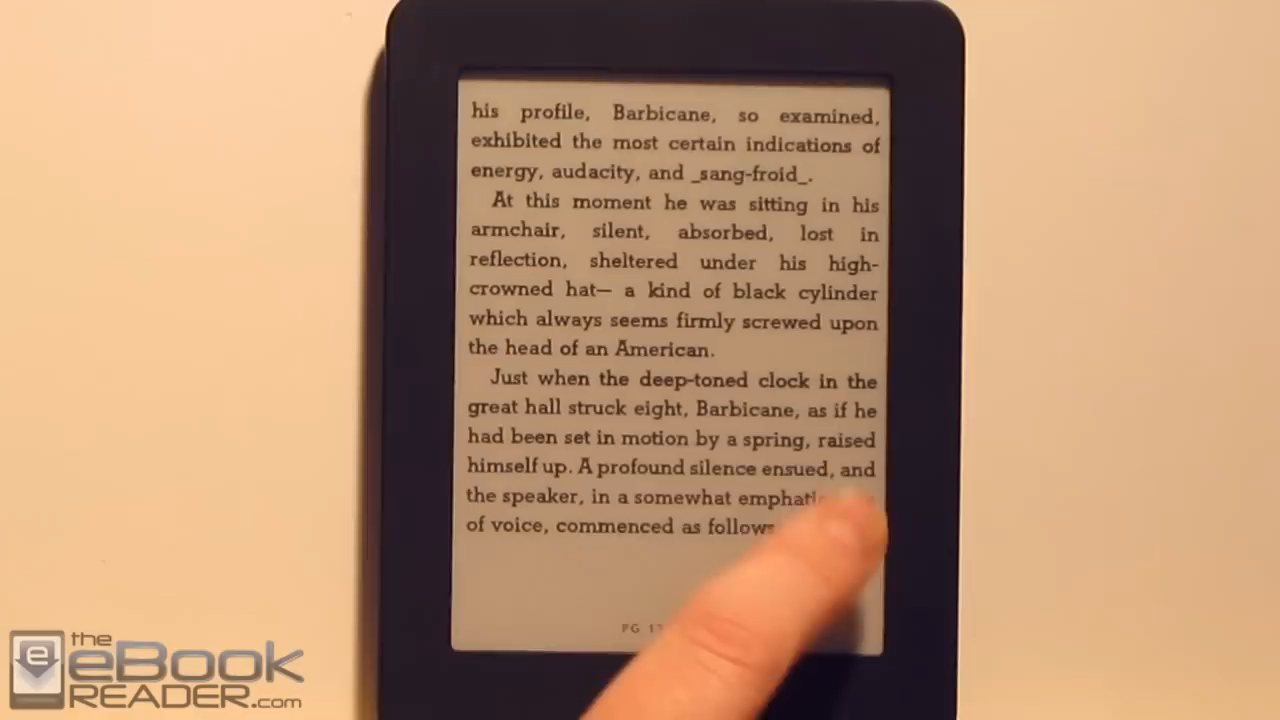 his profile, Barbicane, so examined,
exhibited the most certain indications of
energy, audacity, and _sang-froid_.
At this moment he was sitting in his
armchair, silent, absorbed, lost in
reflection, sheltered under his high-
crowned hat— a kind of black cylinder
which always seems firmly screwed upon
the head of an American.
Just when the deep-toned clock in the
great hall struck eight, Barbicane, as if he
had been set in motion by a spring, raised
himself up. A profound silence ensued, and
the speaker, in a somewhat
of voice, commenced as follows
PG
the
eBook
READER.com